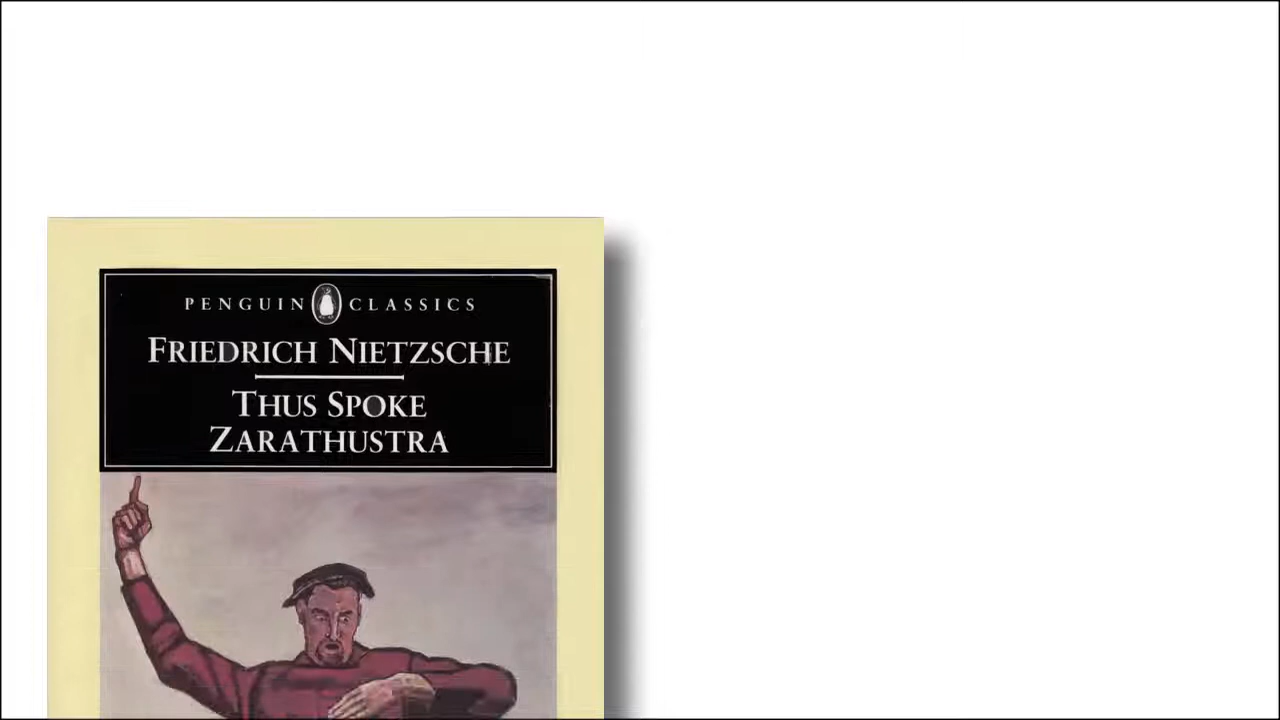 PENGUIN CLASSICS
FRIEDRICH NIETZSCHE
THUS SPOKE
ZARATHUSTRA